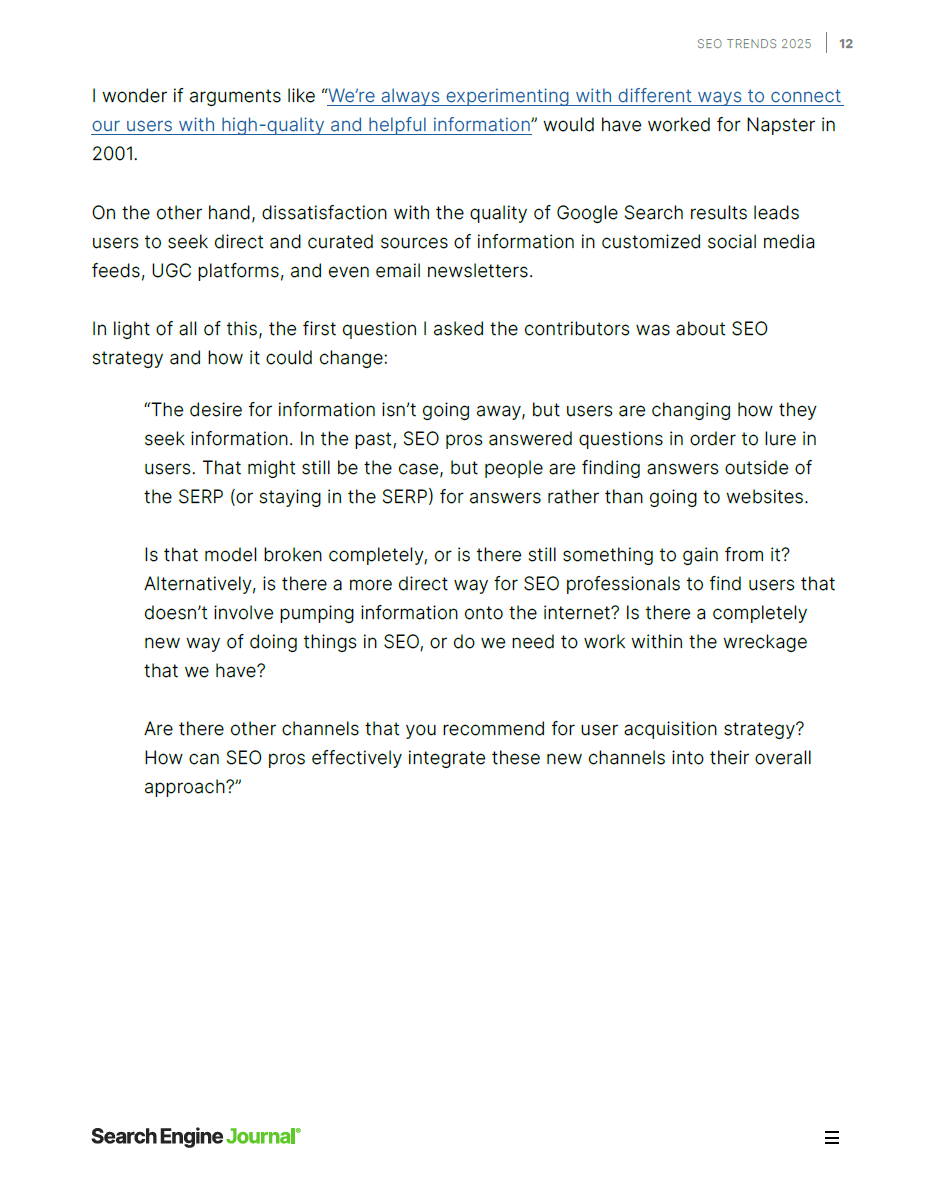 SEO TRENDS 2025 | 12
I wonder if arguments like “We’re always experimenting with different ways to connect
our users with high-quality and helpful information” would have worked for Napster in
2001.
On the other hand, dissatisfaction with the quality of Google Search results leads
users to seek direct and curated sources of information in customized social media
feeds, UGC platforms, and even email newsletters.
In light of all of this, the first question I asked the contributors was about SEO
strategy and how it could change:
“The desire for information isn’t going away, but users are changing how they
seek information. In the past, SEO pros answered questions in order to lure in
users. That might still be the case, but people are finding answers outside of
the SERP (or staying in the SERP) for answers rather than going to websites.
Is that model broken completely, or is there still something to gain from it?
Alternatively, is there a more direct way for SEO professionals to find users that
doesn’t involve pumping information onto the internet? Is there a completely
new way of doing things in SEO, or do we need to work within the wreckage
that we have?
Are there other channels that you recommend for user acquisition strategy?
How can SEO pros effectively integrate these new channels into their overall
approach?”
Search Engine Journal®